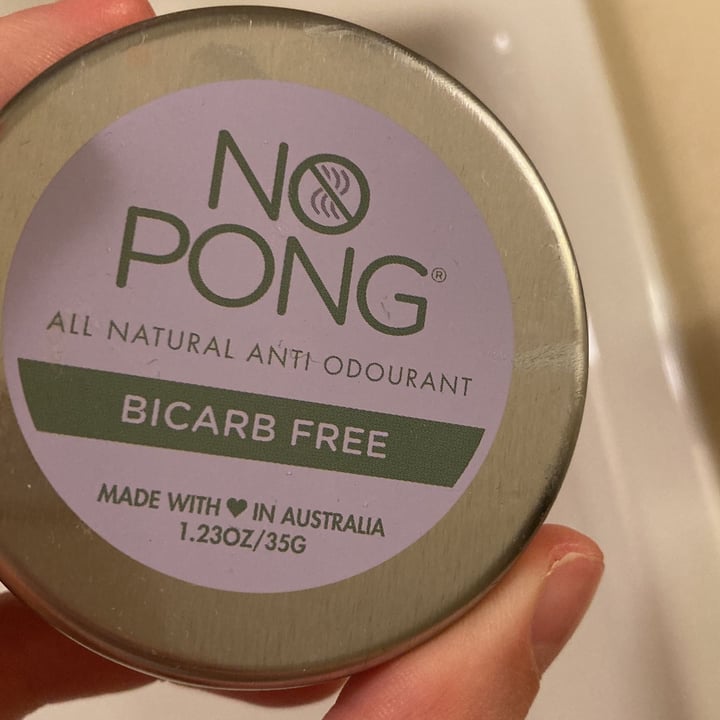 NO
PONG®
ALL NATURAL ANTI ODOURANT
BICARB FREE
MADE WITH ♥ IN AUSTRALIA
1.23OZ/35G